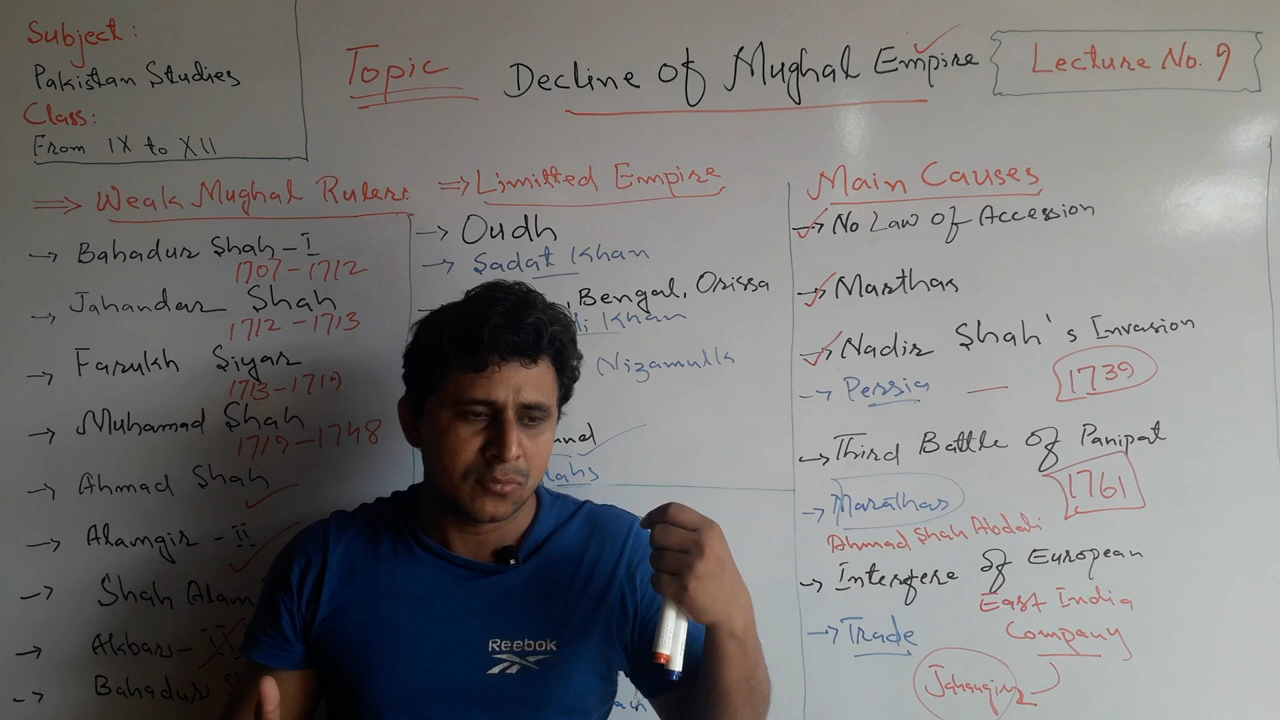 Subject:
Pakistan Studies
Class:
From IX to XII
Topic
Decline of Mughal Empire
Lecture No. 9
⇒ Weak Mughal Rulers
→ Bahadur Shah - I
1707-1712
→ Jahandar Shah
1712-1713
→ Farukh Siyar
1713-1719
→ Muhamad Shah
1719-1748
→ Ahmad Shah
→ Alamgir - II
→ Shah Alam
→ Akbar - II
→ Bahadur
⇒ Limitted Empire
→ Oudh
→ Sadat Khan
, Bengal, Orissa
Khan
Nizamulk
Main Causes
→ No Law of Accession
→ Marthas
→ Nadir Shah's Invasion
→ Persia — 1739
→ Third Battle of Panipat
→ Marathas 1761
Ahmad Shah Abdali
→ Interfere of European
East India
→ Trade Company
Jahangir
Reebok